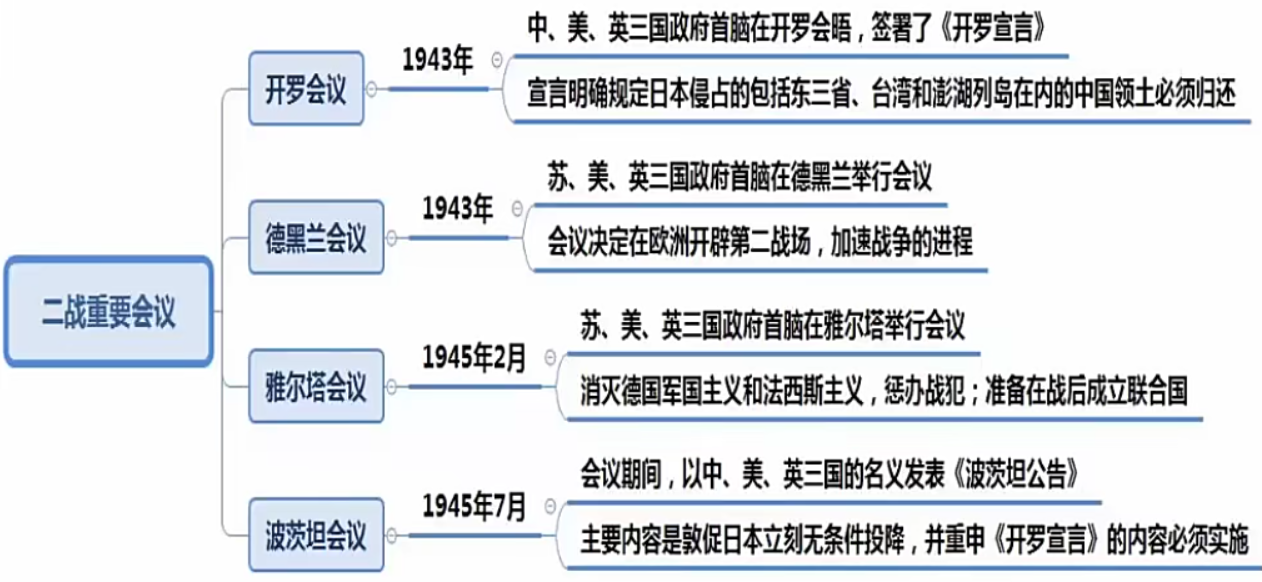 二战重要会议
开罗会议
1943年
中、美、英三国政府首脑在开罗会晤，签署了《开罗宣言》
宣言明确规定日本侵占的包括东三省、台湾和澎湖列岛在内的中国领土必须归还
德黑兰会议
1943年
苏、美、英三国政府首脑在德黑兰举行会议
会议决定在欧洲开辟第二战场，加速战争的进程
雅尔塔会议
1945年2月
苏、美、英三国政府首脑在雅尔塔举行会议
消灭德国军国主义和法西斯主义，惩办战犯；准备在战后成立联合国
波茨坦会议
1945年7月
会议期间，以中、美、英三国的名义发表《波茨坦公告》
主要内容是敦促日本立刻无条件投降，并重申《开罗宣言》的内容必须实施